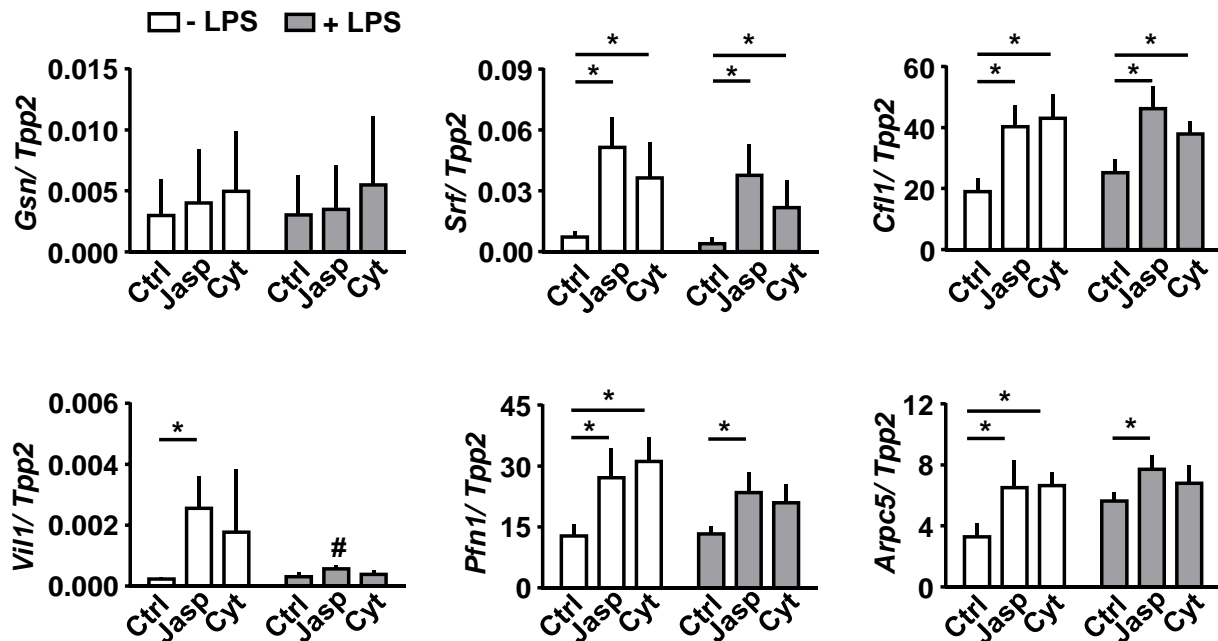 - LPS + LPS
Gsn/ Tpp2
0.015
0.010
0.005
0.000
Ctrl Jasp Cyt Ctrl Jasp Cyt
Srf/ Tpp2
0.09
0.06
0.03
0.00
* * * *
Ctrl Jasp Cyt Ctrl Jasp Cyt
Cfl1/ Tpp2
60
40
20
0
* * * *
Ctrl Jasp Cyt Ctrl Jasp Cyt
Vil1/ Tpp2
0.006
0.004
0.002
0.000
* #
Ctrl Jasp Cyt Ctrl Jasp Cyt
Pfn1/ Tpp2
45
30
15
0
* * *
Ctrl Jasp Cyt Ctrl Jasp Cyt
Arpc5/ Tpp2
12
8
4
0
* * *
Ctrl Jasp Cyt Ctrl Jasp Cyt